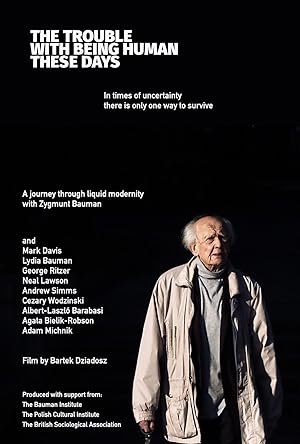 THE TROUBLE
WITH BEING HUMAN
THESE DAYS
In times of uncertainty
there is only one way to survive
A journey through liquid modernity
with Zygmunt Bauman
and
Mark Davis
Lydia Bauman
George Ritzer
Neal Lawson
Andrew Simms
Cezary Wodzinski
Albert-Laszló Barabasi
Agata Bielik-Robson
Adam Michnik
Film by Bartek Dziadosz
Produced with support from:
The Bauman Institute
The Polish Cultural Institute
The British Sociological Association